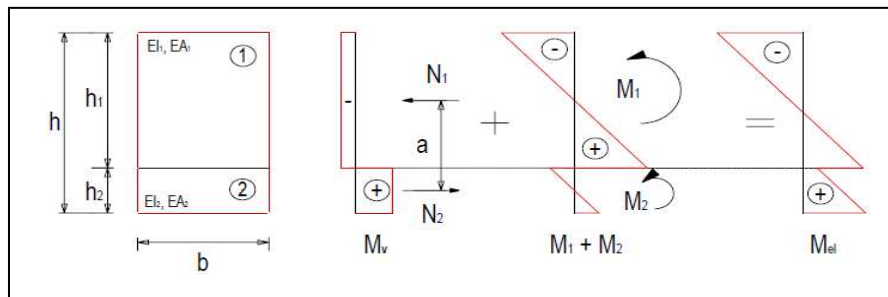 EI₁, EA₁
1
h
h₁
h₂
EI₂, EA₂
2
b
-
+
N₁
a
N₂
Mᵥ
+
-
+
M₁
M₂
M₁ + M₂
=
-
+
Mₑₗ